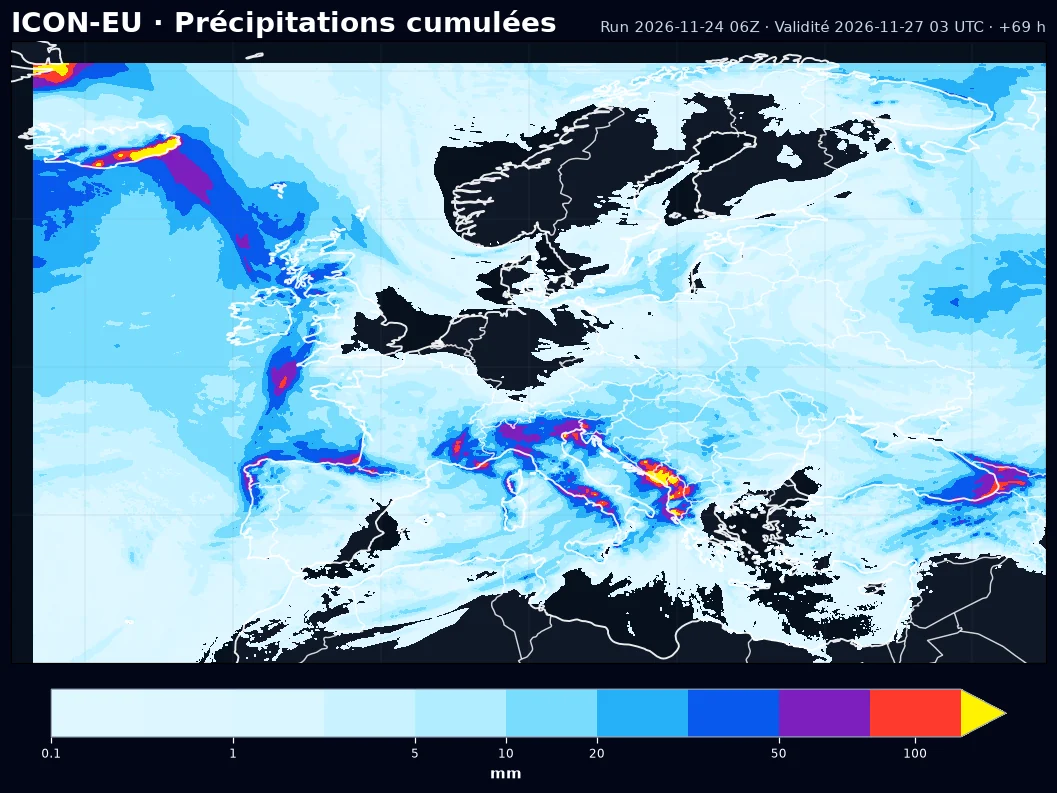 ICON-EU · Précipitations cumulées
Run 2026-11-24 06Z · Validité 2026-11-27 03 UTC · +69 h
0.1 1 5 10 20 50 100
mm